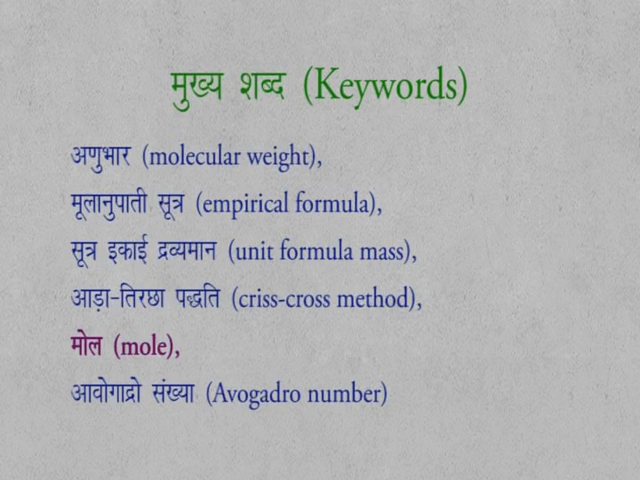 मुख्य शब्द (Keywords)
अणुभार (molecular weight),
मूलानुपाती सूत्र (empirical formula),
सूत्र इकाई द्रव्यमान (unit formula mass),
आड़ा-तिरछा पद्धति (criss-cross method),
मोल (mole),
आवोगाद्रो संख्या (Avogadro number)